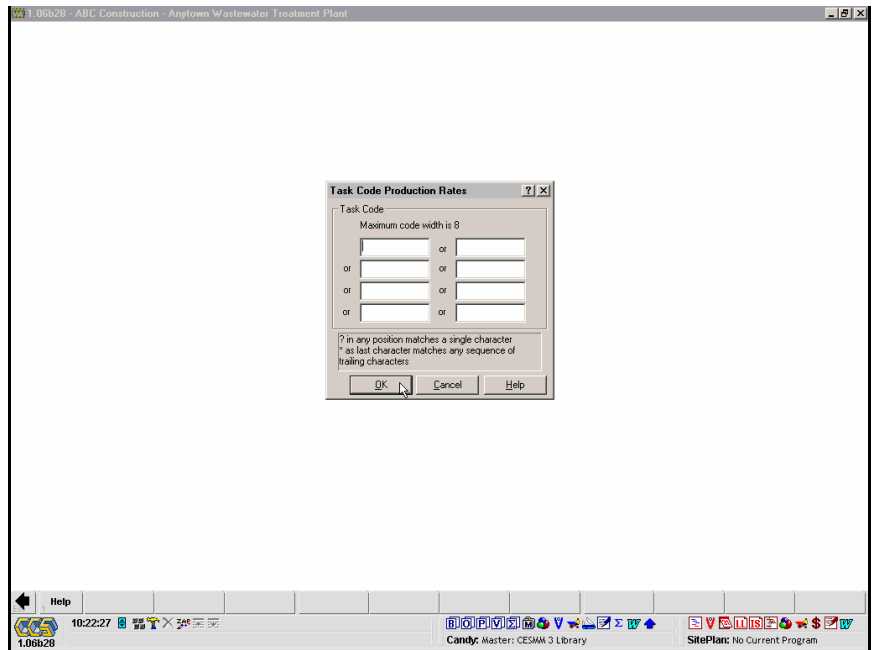 1.06b28 - ABC Construction - Anytown Wastewater Treatment Plant
Task Code Production Rates
Task Code
Maximum code width is 8
or
or or
or or
or or
? in any position matches a single character
* as last character matches any sequence of
trailing characters
OK Cancel Help
Help
CCS 10:22:27
1.06b28 Candy: Master: CESMM 3 Library SitePlan: No Current Program